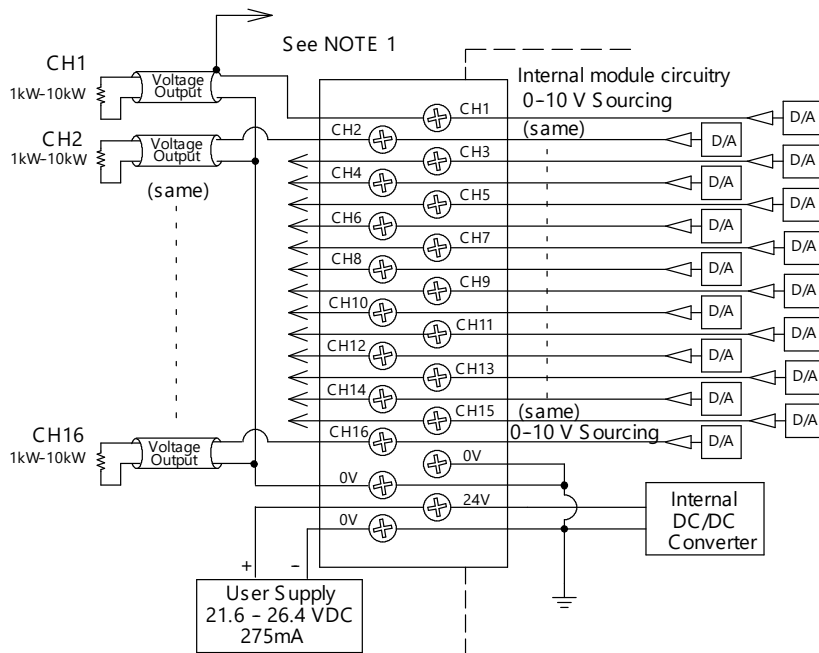 See NOTE 1
CH1
1kW-10kW
Voltage
Output
CH2
1kW-10kW
Voltage
Output
(same)
CH16
1kW-10kW
Voltage
Output
Internal module circuitry
0-10 V Sourcing
(same)
CH1
D/A
CH2
D/A
CH3
D/A
CH4
D/A
CH5
D/A
CH6
D/A
CH7
D/A
CH8
D/A
CH9
D/A
CH10
D/A
CH11
D/A
CH12
D/A
CH13
D/A
CH14
D/A
CH15
D/A
(same)
0-10 V Sourcing
CH16
D/A
0V
0V
24V
0V
Internal
DC/DC
Converter
+
–
User Supply
21.6 - 26.4 VDC
275mA